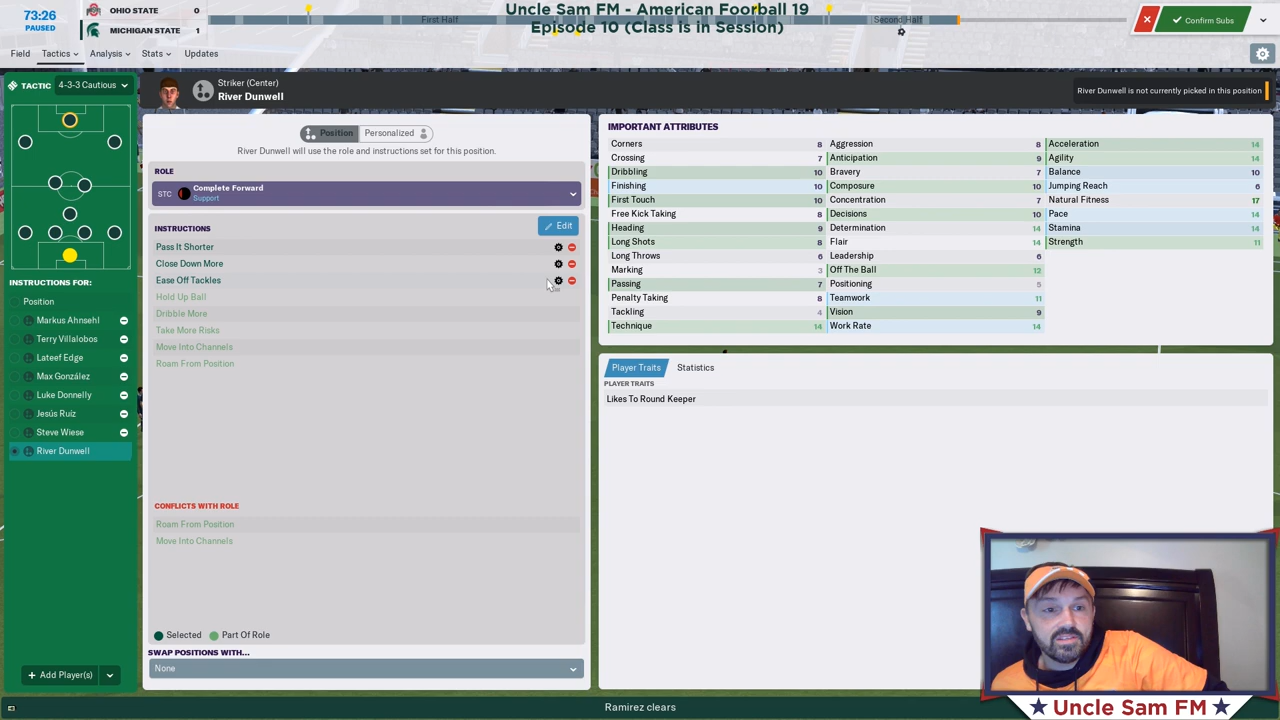 OHIO STATE 0
MICHIGAN STATE 1
73:26
PAUSED
First Half
Second Half
Uncle Sam FM - American Foorball 19
Episode 10 (Class is in Session)
Confirm Subs
Field
Tactics
Analysis
Stats
Updates
TACTIC
4-3-3 Cautious
Striker (Center)
River Dunwell
River Dunwell is not currently picked in this position
INSTRUCTIONS FOR:
Position
Markus Ahnsehl
Terry Villalobos
Lateef Edge
Max González
Luke Donnelly
Jesús Ruíz
Steve Wiese
River Dunwell
Add Player(s)
Position
Personalized
River Dunwell will use the role and instructions set for this position.
ROLE
STC
Complete Forward
Support
INSTRUCTIONS
Edit
Pass It Shorter
Close Down More
Ease Off Tackles
Hold Up Ball
Dribble More
Take More Risks
Move Into Channels
Roam From Position
CONFLICTS WITH ROLE
Roam From Position
Move Into Channels
Selected
Part Of Role
SWAP POSITIONS WITH...
None
IMPORTANT ATTRIBUTES
Corners 8 Aggression 8 Acceleration 14
Crossing 7 Anticipation 9 Agility 14
Dribbling 10 Bravery 7 Balance 10
Finishing 10 Composure 10 Jumping Reach 6
First Touch 10 Concentration 7 Natural Fitness 17
Free Kick Taking 8 Decisions 10 Pace 14
Heading 9 Determination 14 Stamina 14
Long Shots 8 Flair 14 Strength 11
Long Throws 6 Leadership 6
Marking 3 Off The Ball 12
Passing 7 Positioning 5
Penalty Taking 8 Teamwork 11
Tackling 4 Vision 9
Technique 14 Work Rate 14
Player Traits
Statistics
PLAYER TRAITS
Likes To Round Keeper
Uncle Sam FM
Ramirez clears